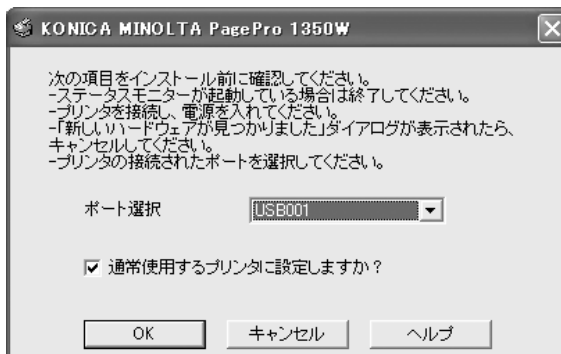 KONICA MINOLTA PagePro 1350W
次の項目をインストール前に確認してください。
-ステータスモニターが起動している場合は終了してください。
-プリンタを接続し、電源を入れてください。
-「新しいハードウェアが見つかりました」ダイアログが表示されたら、
キャンセルしてください。
-プリンタの接続されたポートを選択してください。
ポート選択
USB001
通常使用するプリンタに設定しますか？
OK
キャンセル
ヘルプ